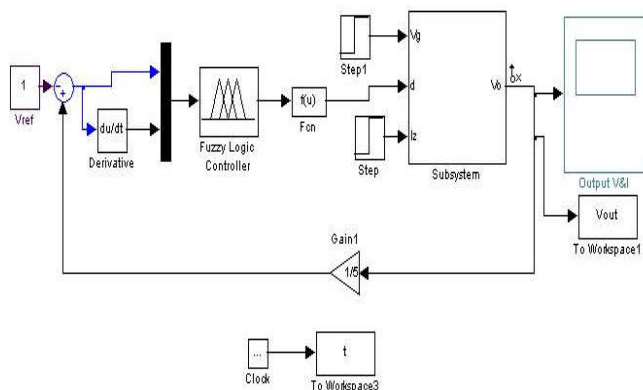 1
Vref
-
+
du/dt
Derivative
Fuzzy Logic
Controller
f(u)
Fcn
Step1
Step
Vg
d
Iz
Vo
Subsystem
Output V&I
Vout
To Workspace1
Gain1
1/5
...
Clock
t
To Workspace3